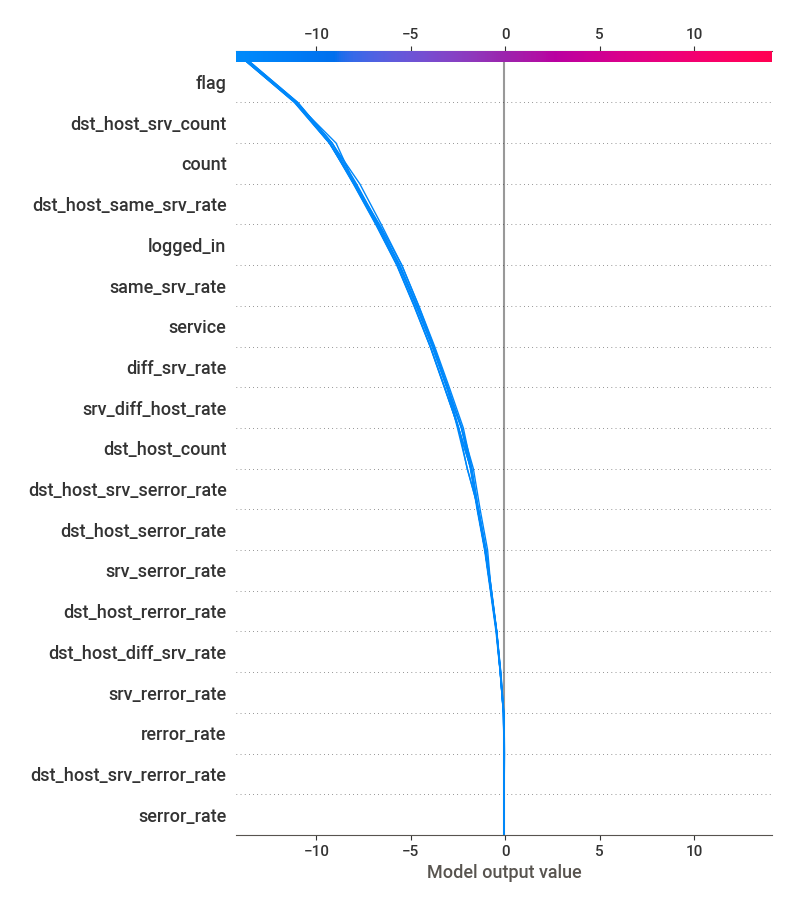 −10 −5 0 5 10
flag
dst_host_srv_count
count
dst_host_same_srv_rate
logged_in
same_srv_rate
service
diff_srv_rate
srv_diff_host_rate
dst_host_count
dst_host_srv_serror_rate
dst_host_serror_rate
srv_serror_rate
dst_host_rerror_rate
dst_host_diff_srv_rate
srv_rerror_rate
rerror_rate
dst_host_srv_rerror_rate
serror_rate
−10 −5 0 5 10
Model output value